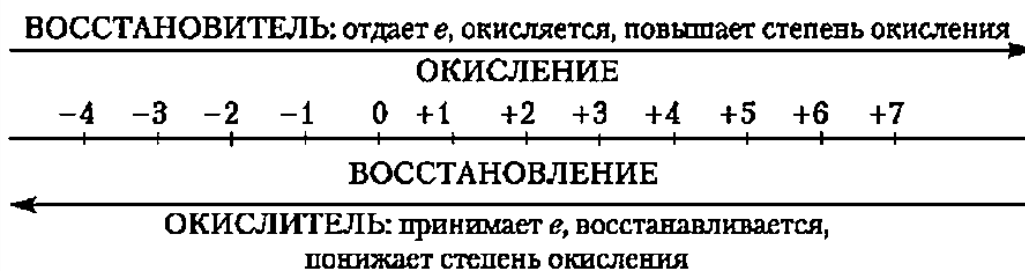 ВОССТАНОВИТЕЛЬ: отдает e, окисляется, повышает степень окисления
ОКИСЛЕНИЕ
−4 −3 −2 −1 0 +1 +2 +3 +4 +5 +6 +7
ВОССТАНОВЛЕНИЕ
ОКИСЛИТЕЛЬ: принимает e, восстанавливается,
понижает степень окисления